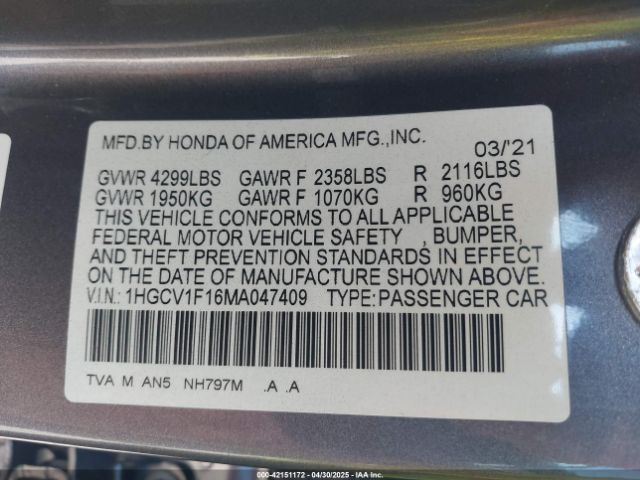 MFD.BY HONDA OF AMERICA MFG.,INC. 03/'21
GVWR 4299LBS GAWR F 2358LBS R 2116LBS
GVWR 1950KG GAWR F 1070KG R 960KG
THIS VEHICLE CONFORMS TO ALL APPLICABLE
FEDERAL MOTOR VEHICLE SAFETY , BUMPER,
AND THEFT PREVENTION STANDARDS IN EFFECT
ON THE DATE OF MANUFACTURE SHOWN ABOVE.
V.I.N.: 1HGCV1F16MA047409 TYPE:PASSENGER CAR
TVA M AN5 NH797M .A .A
000-42151172 - 04/30/2025 - IAA Inc.